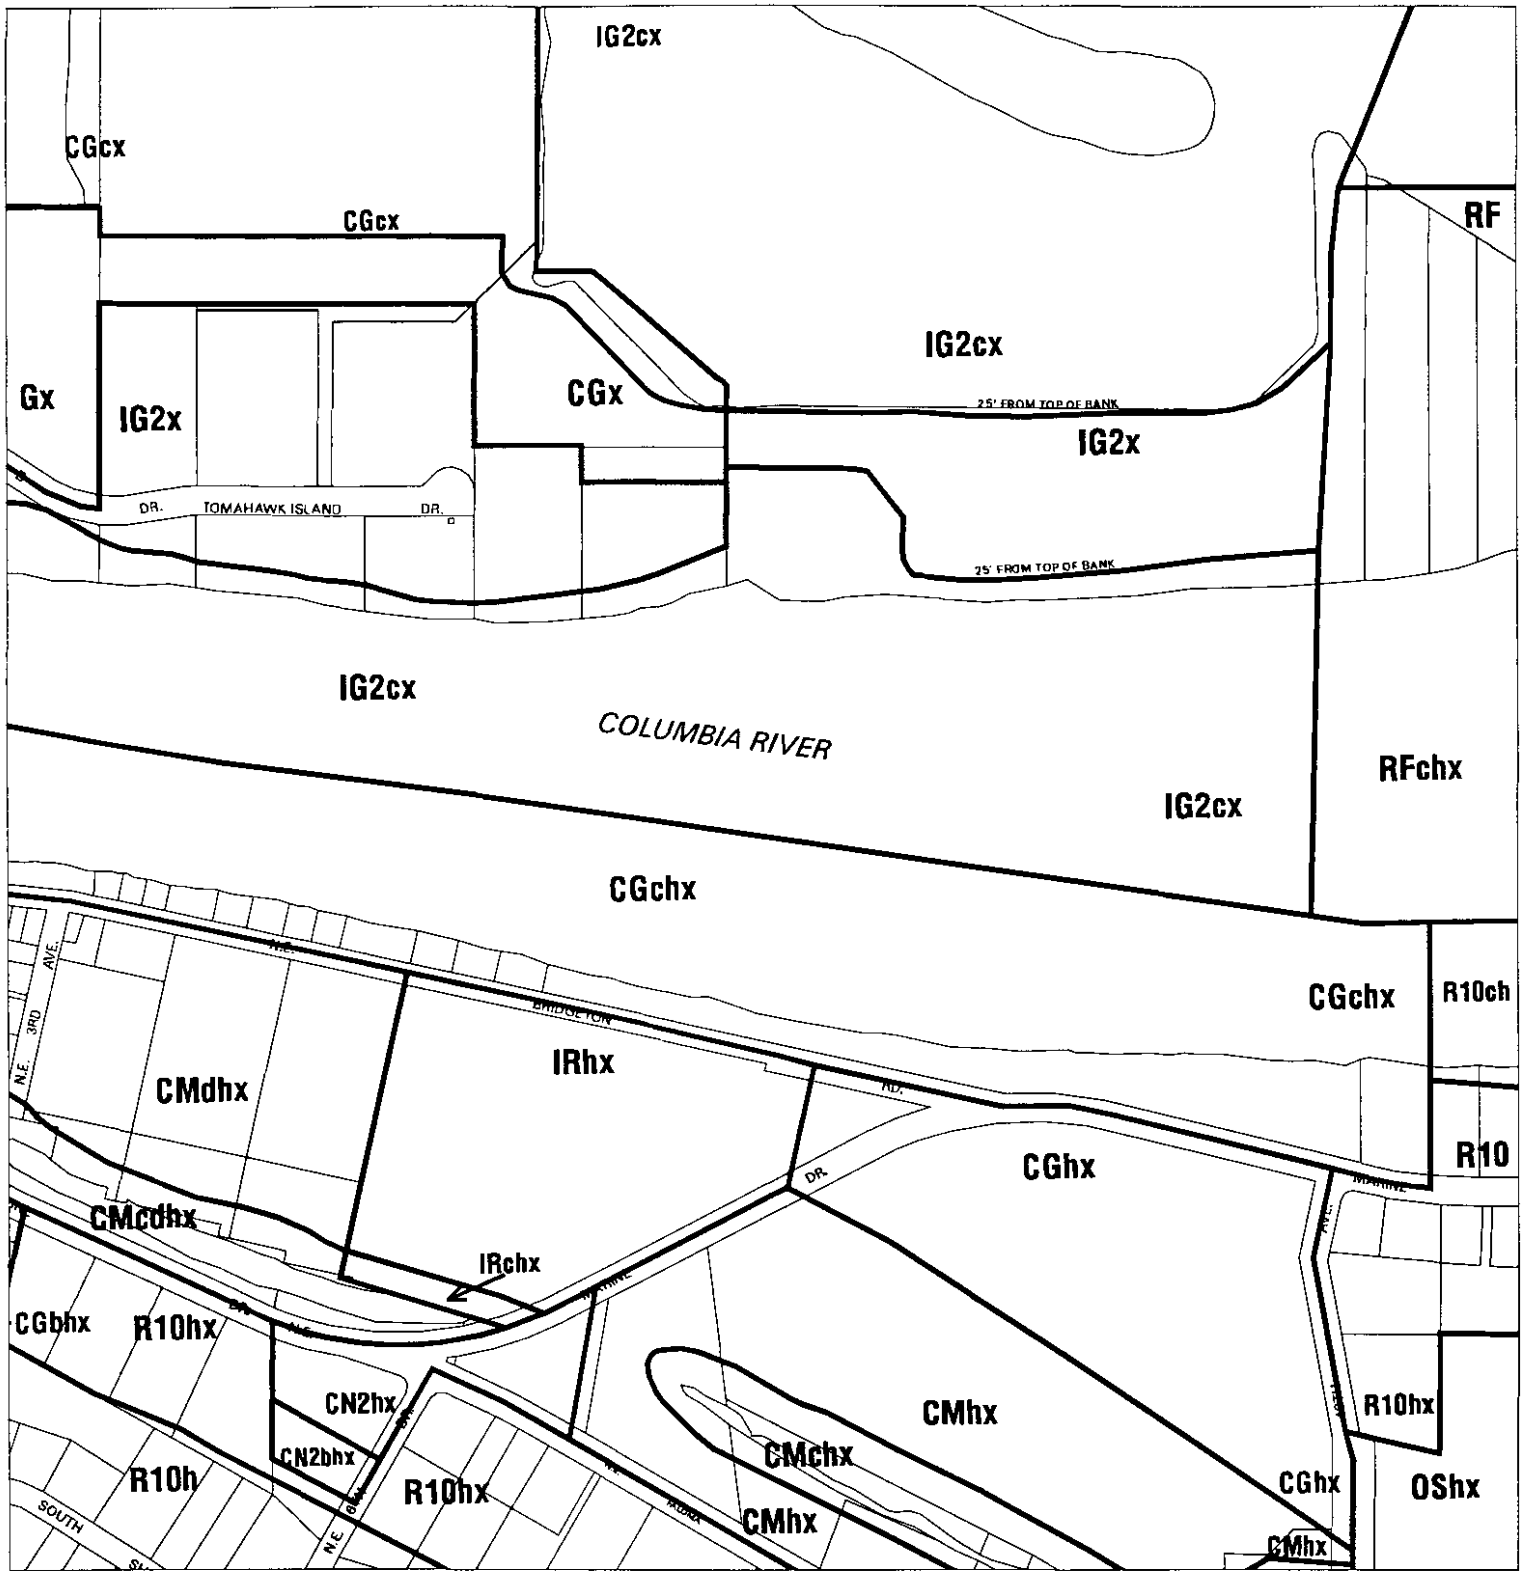 IG2cx
CGcx
CGcx
RF
IG2cx
Gx
IG2x
CGx
25' FROM TOP OF BANK
IG2x
DR. TOMAHAWK ISLAND DR.
25' FROM TOP OF BANK
IG2cx
COLUMBIA RIVER
RFchx
IG2cx
CGchx
N.E.
AVE.
3RD
N.E.
BRIDGETON
CGchx
R10ch
IRhx
CMdhx
RD.
DR.
CGhx
R10
MARINE
AVE.
CMcdhx
IRchx
MARINE
DR.
N.E.
CGbhx
R10hx
CN2hx
DR.
CN2bhx
CMhx
R10hx
CMchx
R10h
R10hx
N.E.
6TH
N.E.
CMhx
CGhx
OShx
SOUTH
CMhx